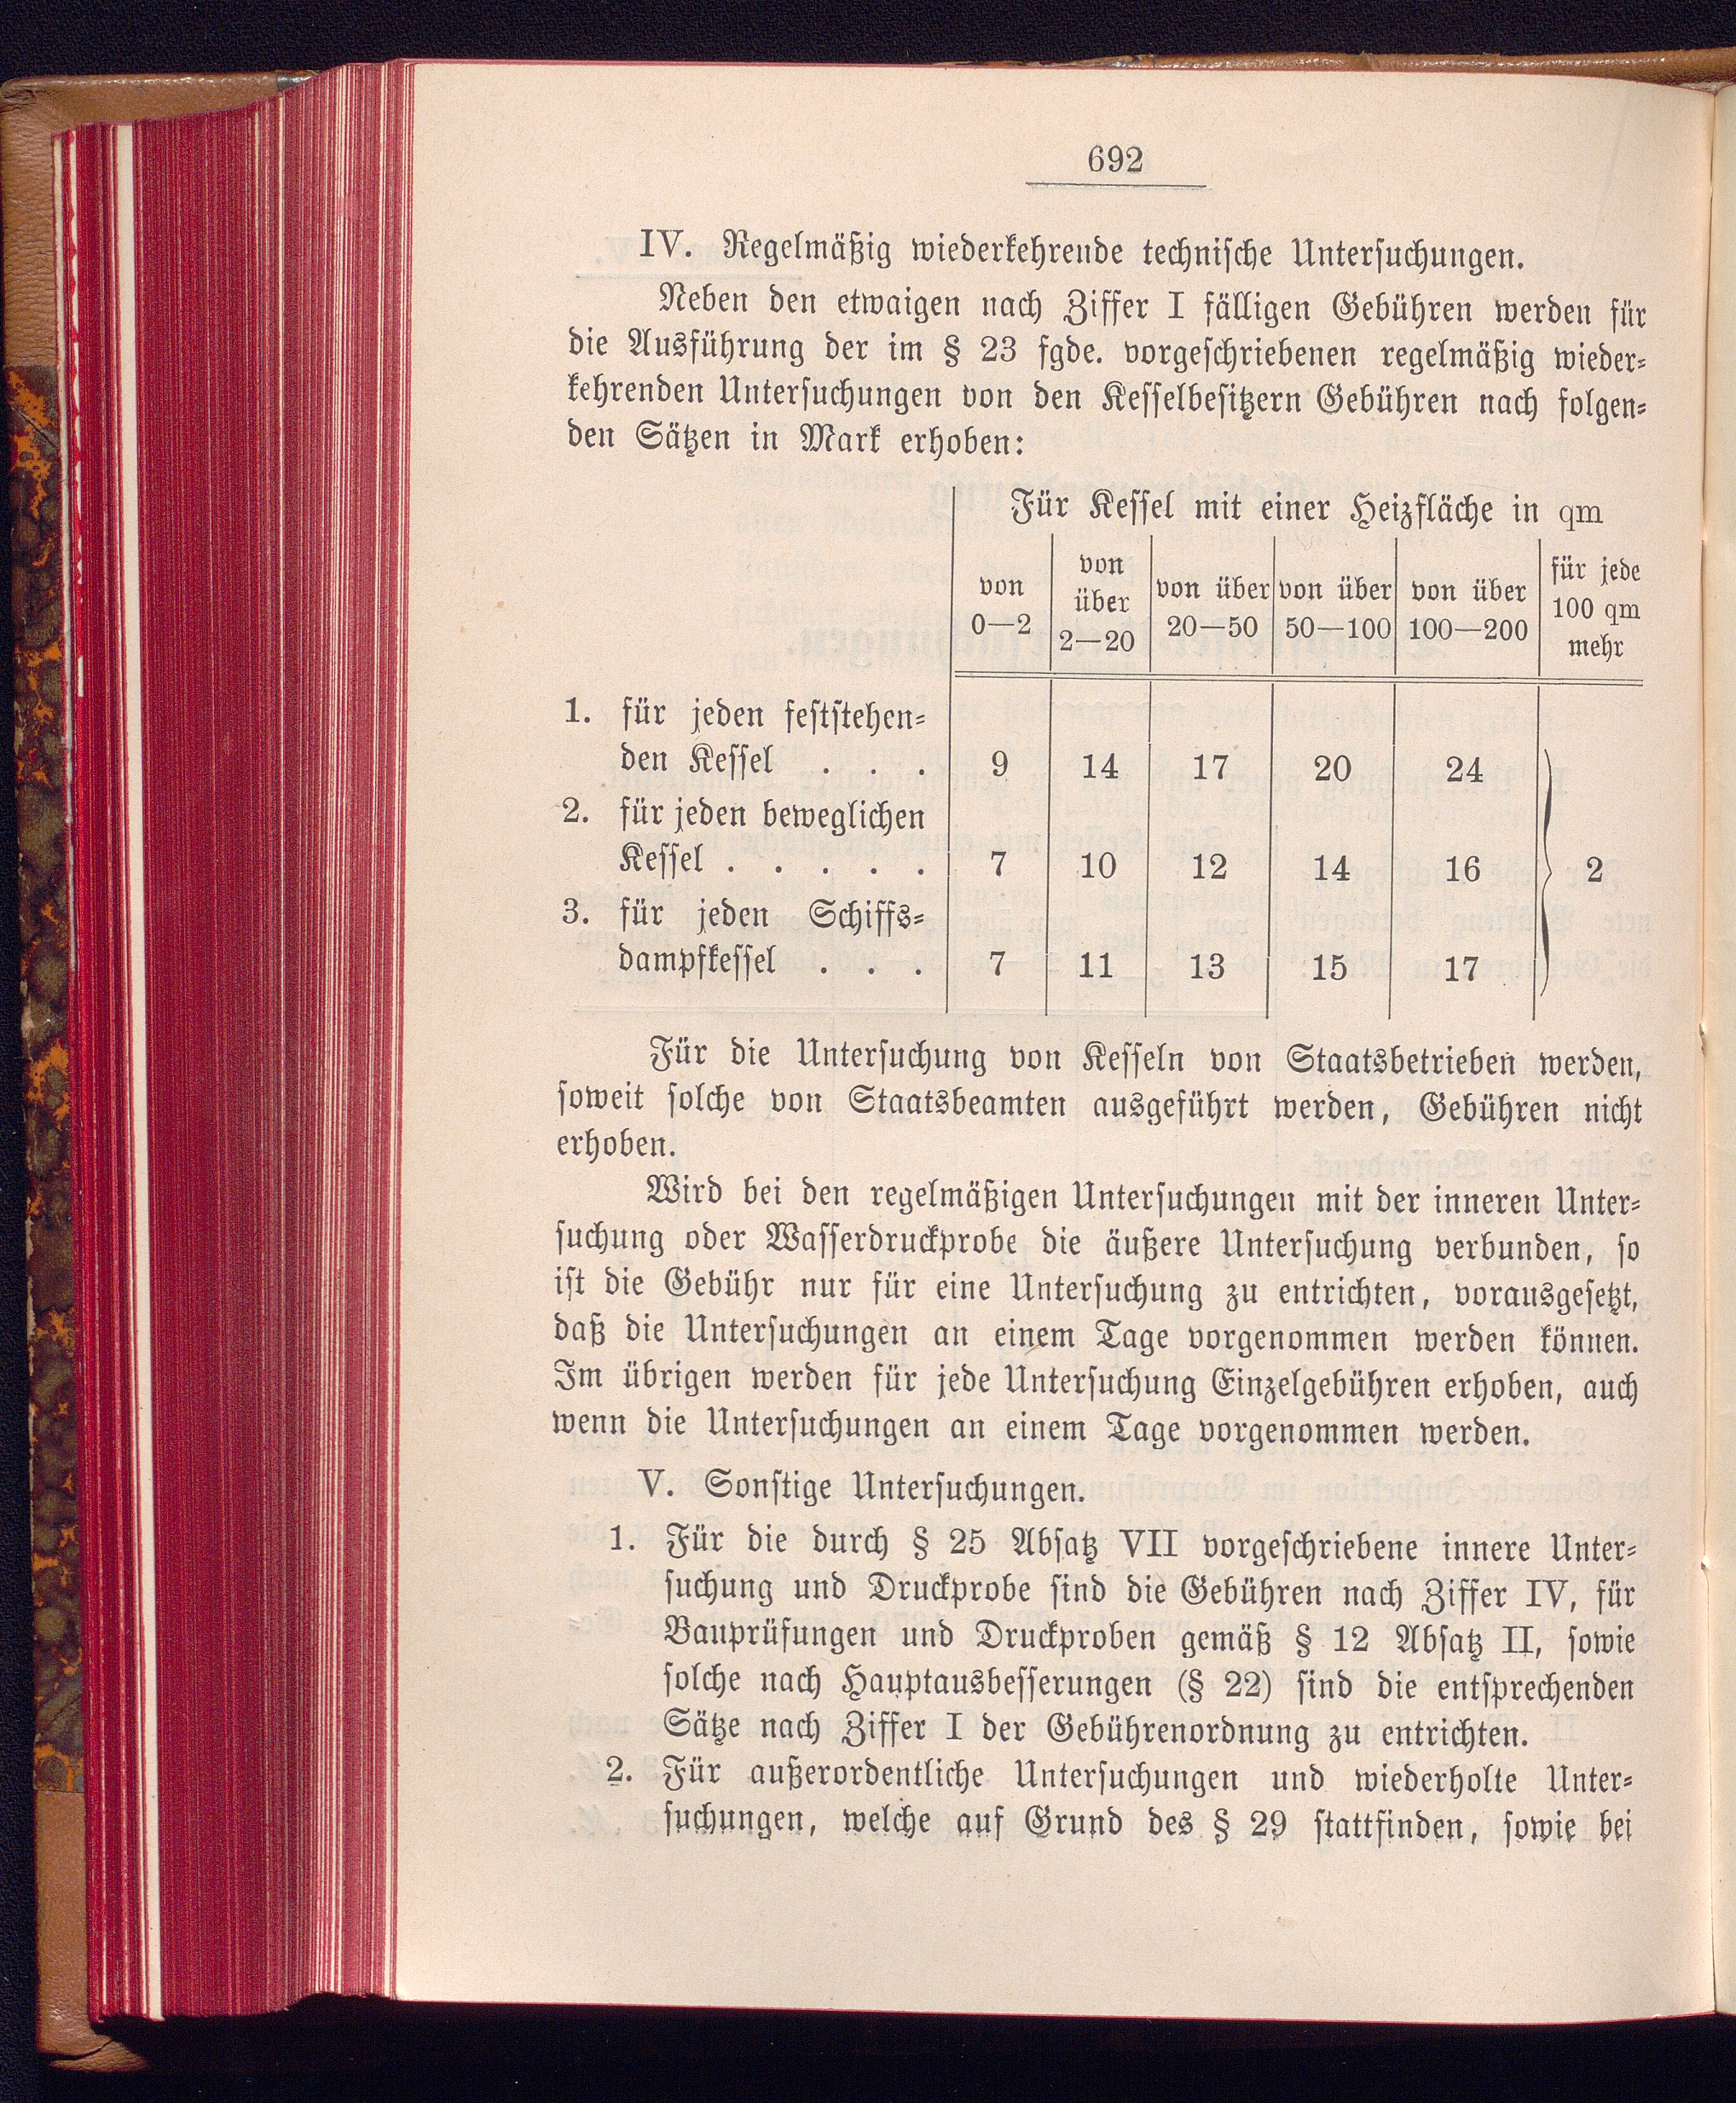 692
IV. Regelmäßig wiederkehrende technische Untersuchungen.
Neben den etwaigen nach Ziffer I fälligen Gebühren werden für
die Ausführung der im § 23 fgde. vorgeschriebenen regelmäßig wieder-
kehrenden Untersuchungen von den Kesselbesitzern Gebühren nach folgen-
den Sätzen in Mark erhoben:
Für Kessel mit einer Heizfläche in qm
von 0—2 | von über 2—20 | von über 20—50 | von über 50—100 | von über 100—200 | für jede 100 qm mehr
1. für jeden feststehen-
den Kessel . . . 9 14 17 20 24
2. für jeden beweglichen
Kessel . . . . . 7 10 12 14 16 2
3. für jeden Schiffs-
dampfkessel . . . 7 11 13 15 17
Für die Untersuchung von Kesseln von Staatsbetrieben werden,
soweit solche von Staatsbeamten ausgeführt werden, Gebühren nicht
erhoben.
Wird bei den regelmäßigen Untersuchungen mit der inneren Unter-
suchung oder Wasserdruckprobe die äußere Untersuchung verbunden, so
ist die Gebühr nur für eine Untersuchung zu entrichten, vorausgesetzt,
daß die Untersuchungen an einem Tage vorgenommen werden können.
Im übrigen werden für jede Untersuchung Einzelgebühren erhoben, auch
wenn die Untersuchungen an einem Tage vorgenommen werden.
V. Sonstige Untersuchungen.
1. Für die durch § 25 Absatz VII vorgeschriebene innere Unter-
suchung und Druckprobe sind die Gebühren nach Ziffer IV, für
Bauprüfungen und Druckproben gemäß § 12 Absatz II, sowie
solche nach Hauptausbesserungen (§ 22) sind die entsprechenden
Sätze nach Ziffer I der Gebührenordnung zu entrichten.
2. Für außerordentliche Untersuchungen und wiederholte Unter-
suchungen, welche auf Grund des § 29 stattfinden, sowie bei